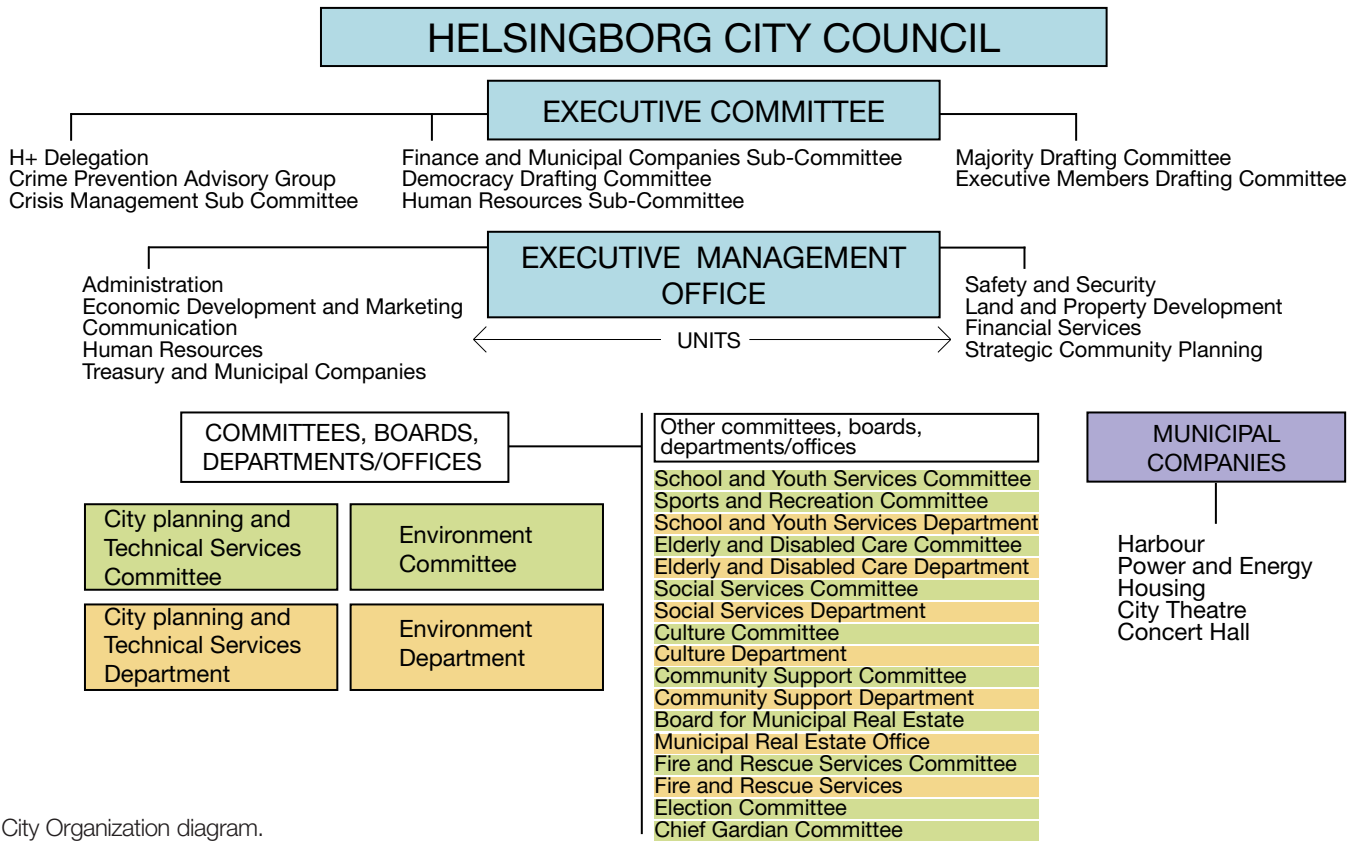 HELSINGBORG CITY COUNCIL
EXECUTIVE COMMITTEE
H+ Delegation
Crime Prevention Advisory Group
Crisis Management Sub Committee
Finance and Municipal Companies Sub-Committee
Democracy Drafting Committee
Human Resources Sub-Committee
Majority Drafting Committee
Executive Members Drafting Committee
EXECUTIVE MANAGEMENT
OFFICE
Administration
Economic Development and Marketing
Communication
Human Resources
Treasury and Municipal Companies
UNITS
Safety and Security
Land and Property Development
Financial Services
Strategic Community Planning
COMMITTEES, BOARDS,
DEPARTMENTS/OFFICES
City planning and
Technical Services
Committee
Environment
Committee
City planning and
Technical Services
Department
Environment
Department
Other committees, boards,
departments/offices
School and Youth Services Committee
Sports and Recreation Committee
School and Youth Services Department
Elderly and Disabled Care Committee
Elderly and Disabled Care Department
Social Services Committee
Social Services Department
Culture Committee
Culture Department
Community Support Committee
Community Support Department
Board for Municipal Real Estate
Municipal Real Estate Office
Fire and Rescue Services Committee
Fire and Rescue Services
Election Committee
Chief Gardian Committee
MUNICIPAL
COMPANIES
Harbour
Power and Energy
Housing
City Theatre
Concert Hall
City Organization diagram.